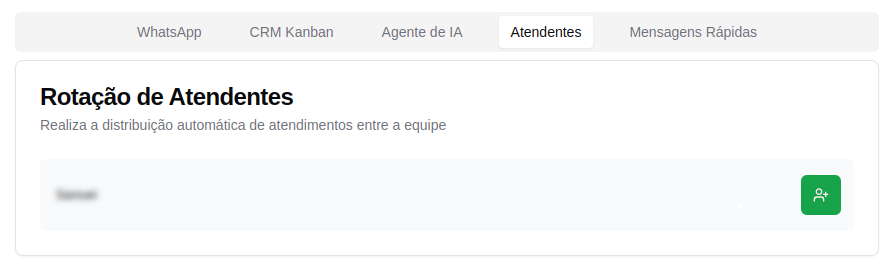 WhatsApp CRM Kanban Agente de IA Atendentes Mensagens Rápidas
Rotação de Atendentes
Realiza a distribuição automática de atendimentos entre a equipe